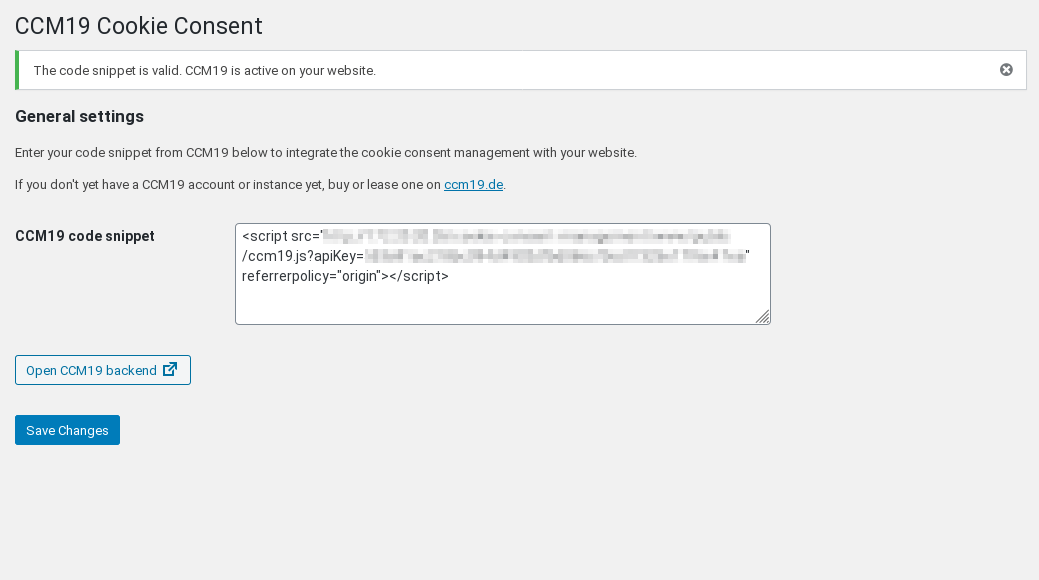 CCM19 Cookie Consent
The code snippet is valid. CCM19 is active on your website.
General settings
Enter your code snippet from CCM19 below to integrate the cookie consent management with your website.
If you don't yet have a CCM19 account or instance yet, buy or lease one on ccm19.de.
CCM19 code snippet
<script src="
/ccm19.js?apiKey= "
referrerpolicy="origin"></script>
Open CCM19 backend
Save Changes